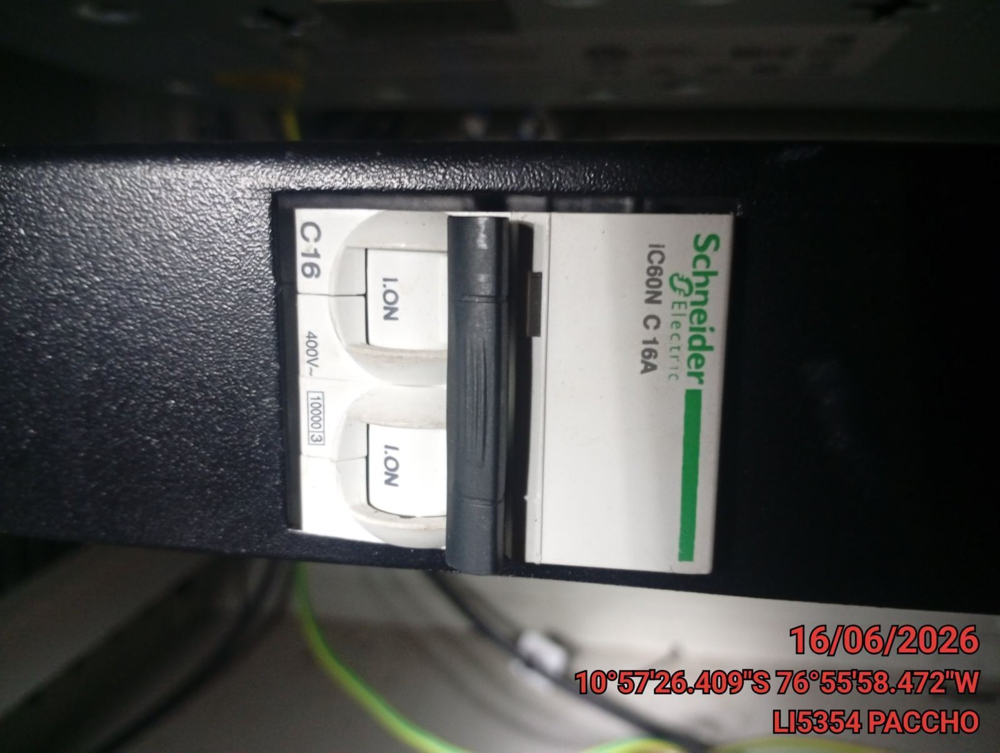 Schneider
Electric
iC60N C 16A
I.ON
I.ON
C16
400V~
10000 3
16/06/2026
10°57'26.409"S 76°55'58.472"W
LI5354 PACCHO